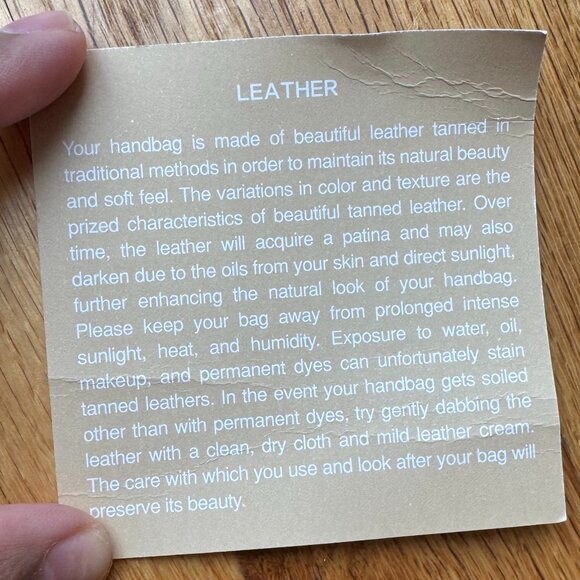 LEATHER
Your handbag is made of beautiful leather tanned in
traditional methods in order to maintain its natural beauty
and soft feel. The variations in color and texture are the
prized characteristics of beautiful tanned leather. Over
time, the leather will acquire a patina and may also
darken due to the oils from your skin and direct sunlight,
further enhancing the natural look of your handbag.
Please keep your bag away from prolonged intense
sunlight, heat, and humidity. Exposure to water, oil,
makeup, and permanent dyes can unfortunately stain
tanned leathers. In the event your handbag gets soiled
other than with permanent dyes, try gently dabbing the
leather with a clean, dry cloth and mild leather cream.
The care with which you use and look after your bag will
preserve its beauty.